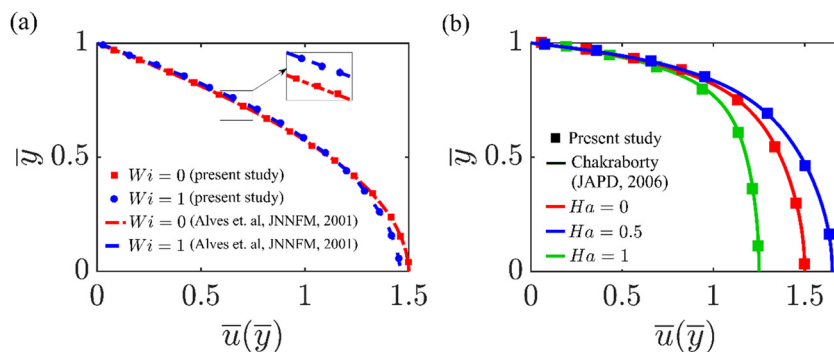 (a)
1
0.5
0
0
0.5
1
1.5
y̅
u̅(y̅)
Wi = 0 (present study)
Wi = 1 (present study)
Wi = 0 (Alves et. al, JNNFM, 2001)
Wi = 1 (Alves et. al, JNNFM, 2001)
(b)
1
0.5
0
0
0.5
1
1.5
y̅
u̅(y̅)
Present study
Chakraborty
(JAPD, 2006)
Ha = 0
Ha = 0.5
Ha = 1